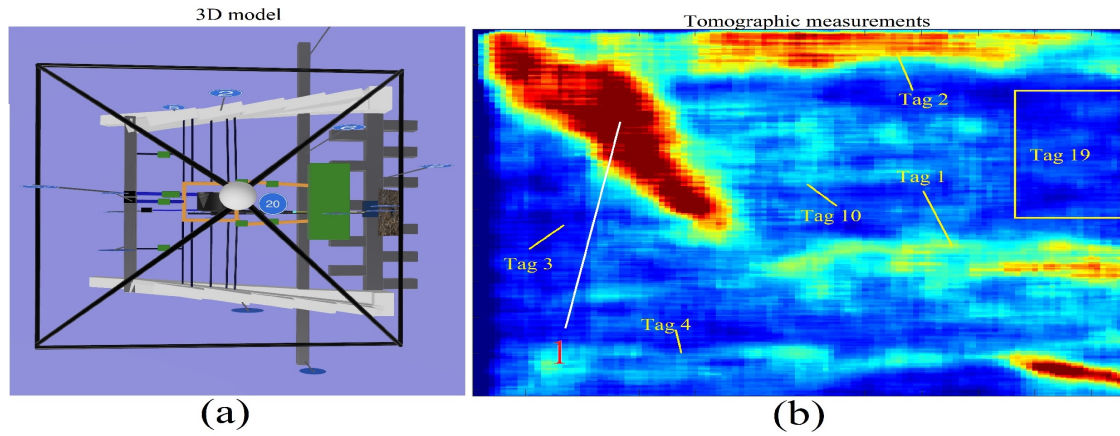 3D model
20
(a)
Tomographic measurements
Tag 2
Tag 19
Tag 1
Tag 10
Tag 3
Tag 4
1
(b)